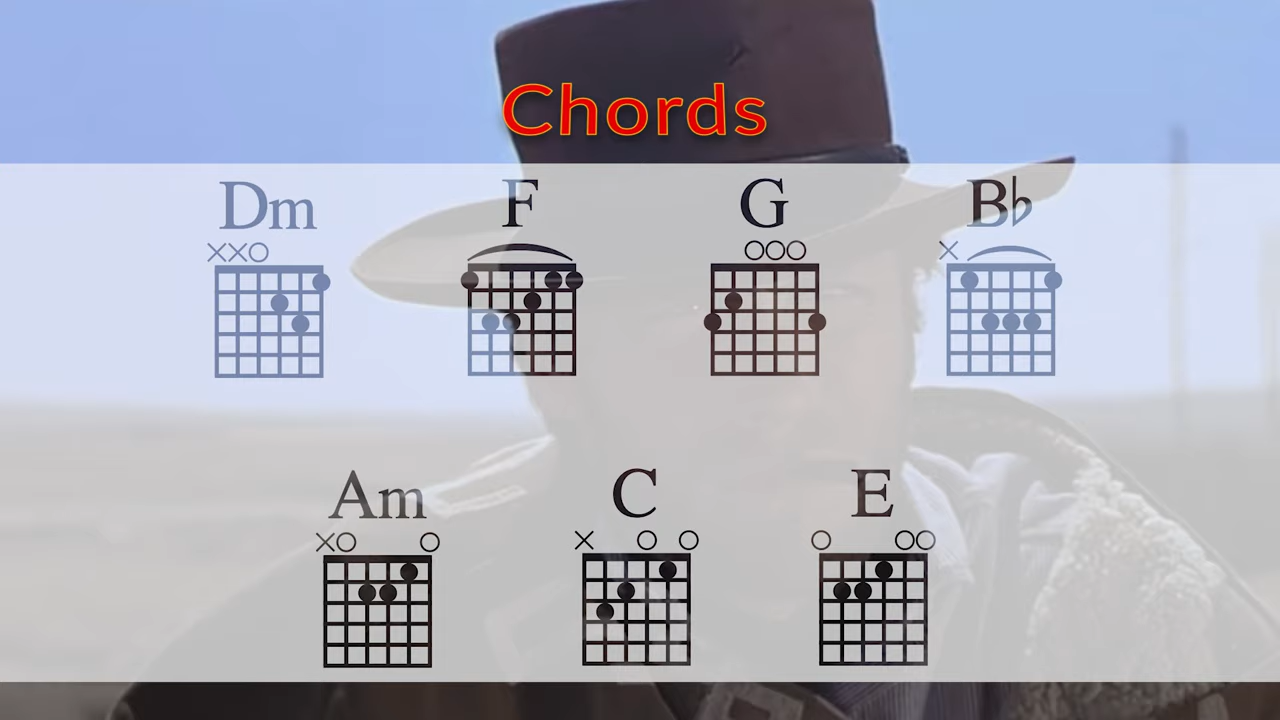 Chords
Dm F G B♭
××○ ○○○ ×
Am C E
×○ ○ × ○ ○ ○ ○○